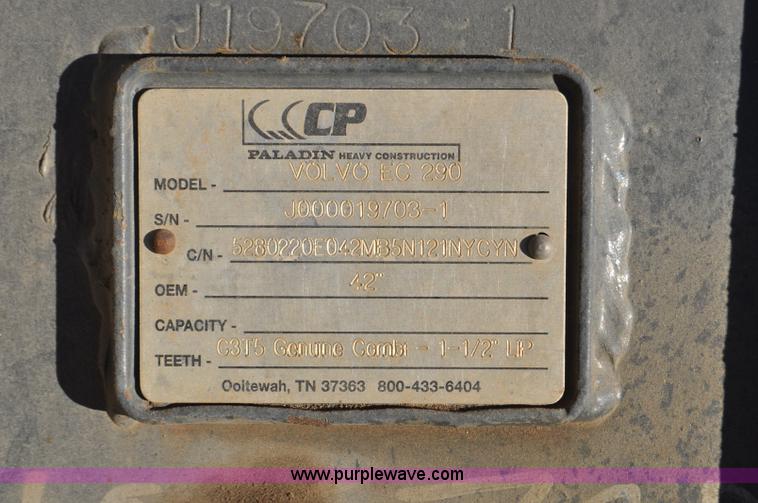 J19703-1
CP
PALADIN HEAVY CONSTRUCTION
MODEL - VOLVO EC 290
S/N - J000019703-1
C/N - 5280220E042MB5N121NYCYN
OEM - 42"
CAPACITY -
TEETH - C3T5 Genuine Combi - 1-1/2" LIP
Ooltewah, TN 37363 800-433-6404
www.purplewave.com